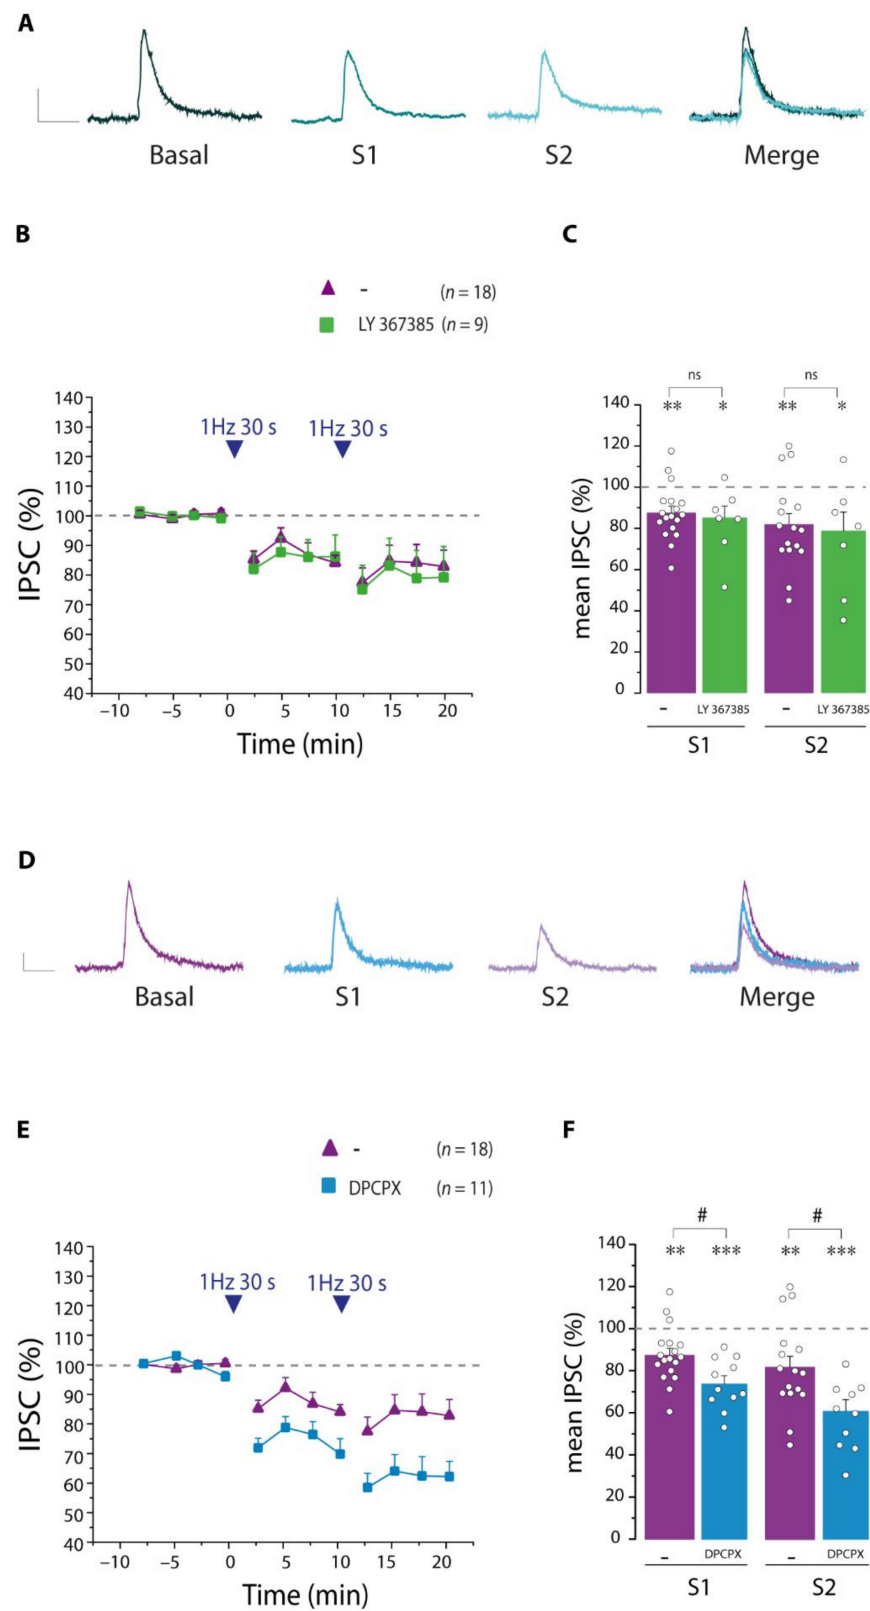 A
Basal
S1
S2
Merge
B
C
- (n = 18)
LY 367385 (n = 9)
140
130
120
110
100
90
80
70
60
50
40
IPSC (%)
1Hz 30 s
1Hz 30 s
–10
–5
0
5
10
15
20
Time (min)
ns
ns
** * ** *
140
120
100
80
60
40
20
0
mean IPSC (%)
- LY 367385 - LY 367385
S1
S2
D
Basal
S1
S2
Merge
E
F
- (n = 18)
DPCPX (n = 11)
140
130
120
110
100
90
80
70
60
50
40
IPSC (%)
1Hz 30 s
1Hz 30 s
–10
–5
0
5
10
15
20
Time (min)
#
#
** *** ** ***
140
120
100
80
60
40
20
0
mean IPSC (%)
– DPCPX – DPCPX
S1
S2